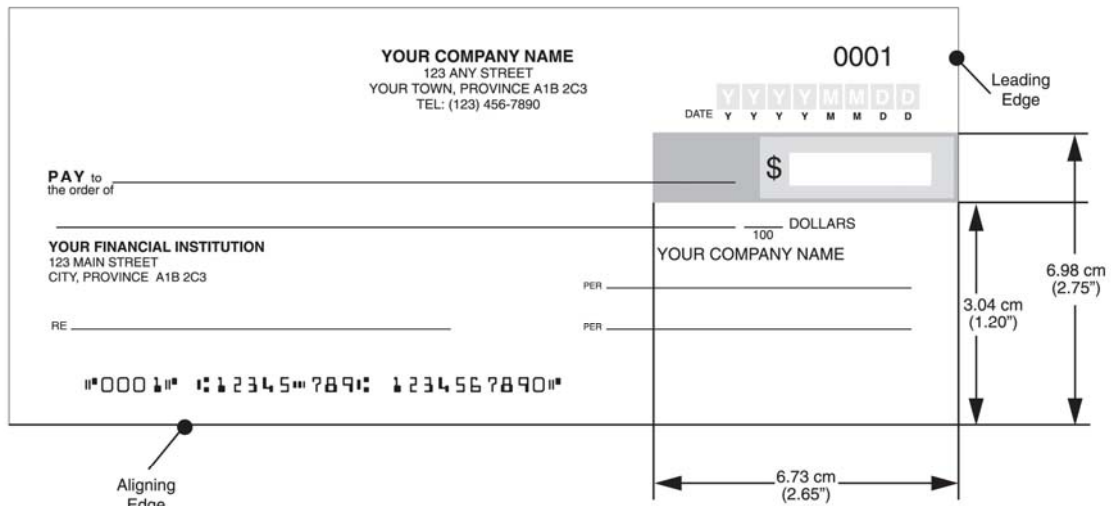 YOUR COMPANY NAME
123 ANY STREET
YOUR TOWN, PROVINCE A1B 2C3
TEL: (123) 456-7890
0001
Leading
Edge
Y Y Y Y M M D D
DATE Y Y Y Y M M D D
$
PAY to
the order of
100 DOLLARS
YOUR FINANCIAL INSTITUTION
123 MAIN STREET
CITY, PROVINCE A1B 2C3
YOUR COMPANY NAME
PER
RE
PER
6.98 cm
(2.75")
3.04 cm
(1.20")
⑈0001⑈ ⑆12345⑉789⑆ 1234567890⑈
6.73 cm
(2.65")
Aligning
Edge